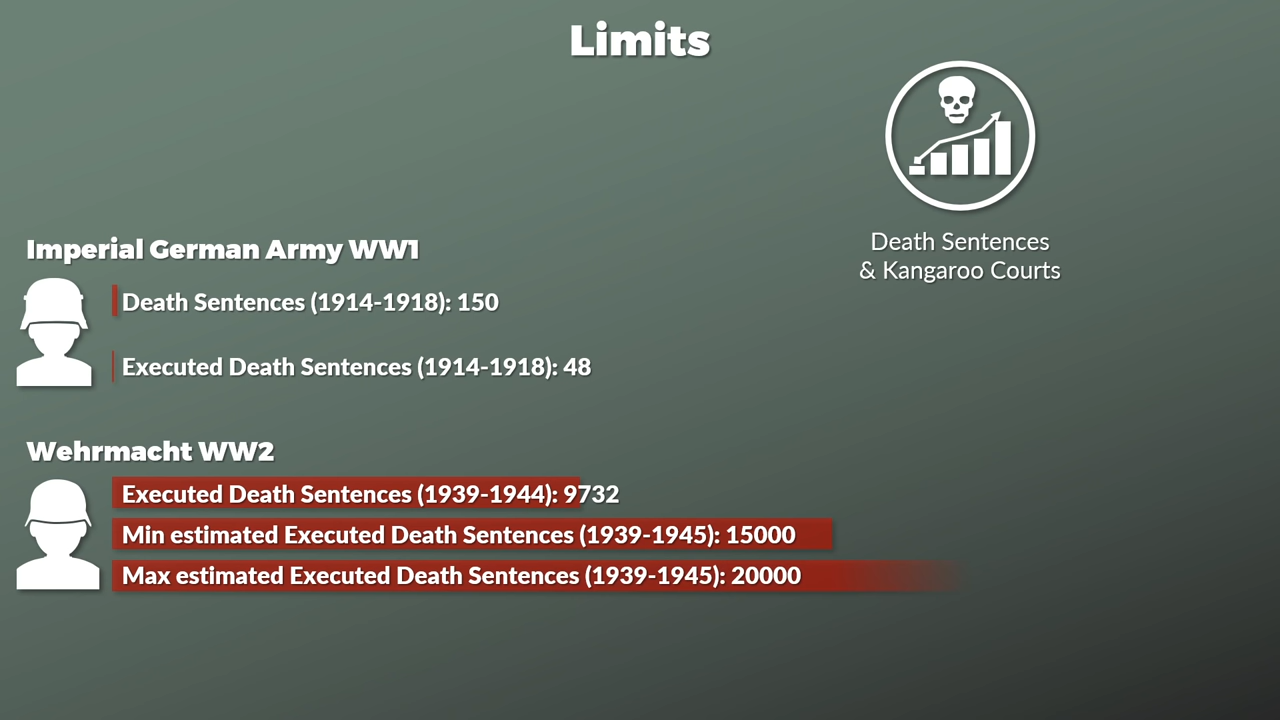 Limits
Death Sentences
& Kangaroo Courts
Imperial German Army WW1
Death Sentences (1914-1918): 150
Executed Death Sentences (1914-1918): 48
Wehrmacht WW2
Executed Death Sentences (1939-1944): 9732
Min estimated Executed Death Sentences (1939-1945): 15000
Max estimated Executed Death Sentences (1939-1945): 20000